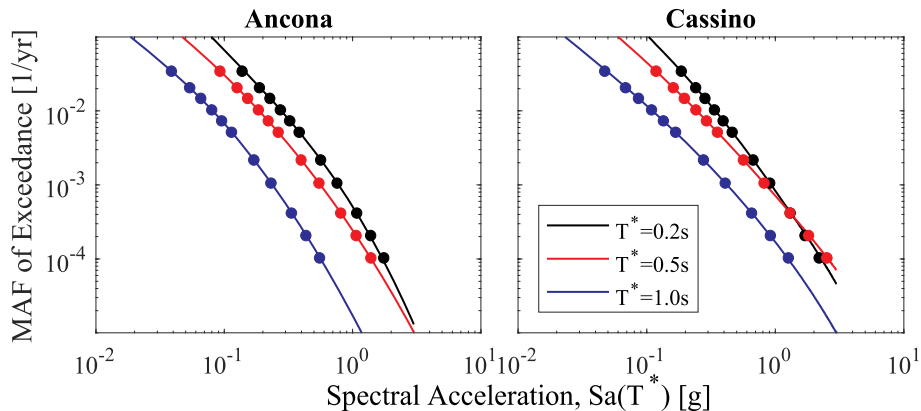 Ancona
Cassino
MAF of Exceedance [1/yr]
10^-2
10^-3
10^-4
10^-2
10^-1
10^0
10^1
10^-2
10^-1
10^0
10^1
T*=0.2s
T*=0.5s
T*=1.0s
Spectral Acceleration, Sa(T*) [g]